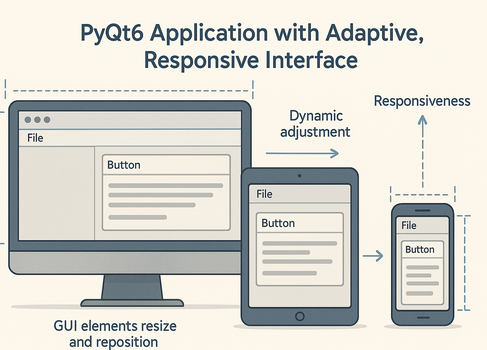 PyQt6 Application with Adaptive,
Responsive Interface
Responsiveness
Dynamic
adjustment
File
Button
File
Button
File
Button
GUI elements resize
and reposition